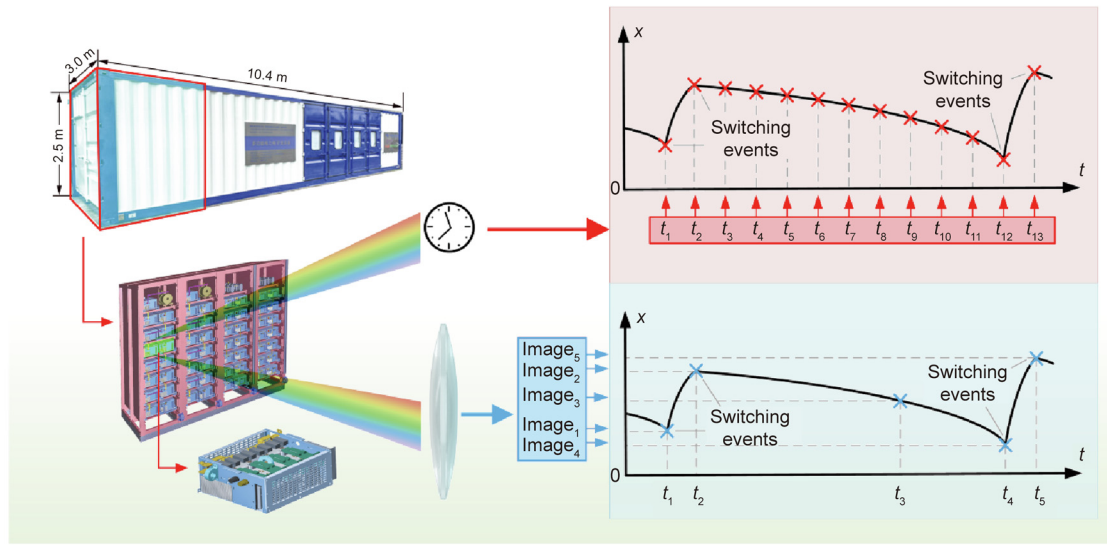 3.0 m
10.4 m
2.5 m
x
Switching
events
Switching
events
t
0
t1 t2 t3 t4 t5 t6 t7 t8 t9 t10 t11 t12 t13
Image5
Image2
Image3
Image1
Image4
x
Switching
events
Switching
events
t
0
t1 t2 t3 t4 t5